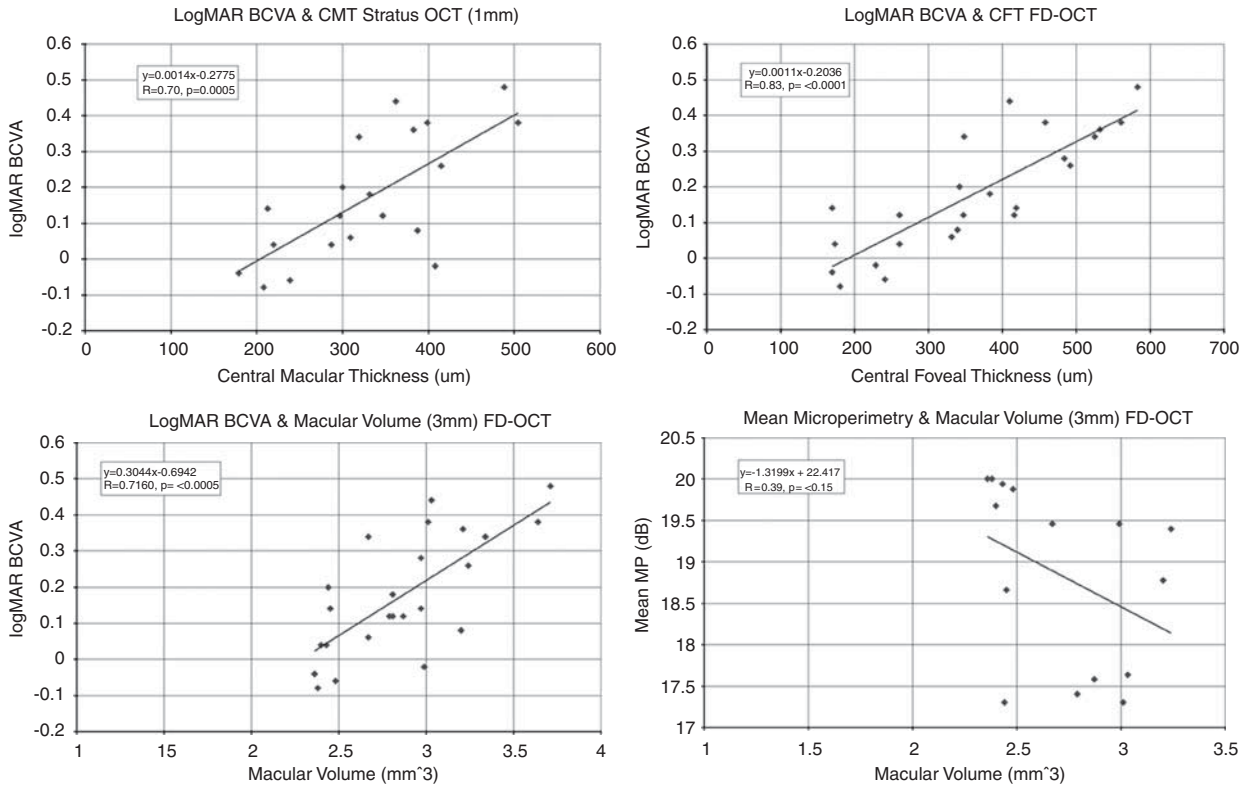 LogMAR BCVA & CMT Stratus OCT (1mm)
logMAR BCVA
0.6
0.5
0.4
0.3
0.2
0.1
0
-0.1
-0.2
y=0.0014x-0.2775
R=0.70, p=0.0005
0 100 200 300 400 500 600
Central Macular Thickness (um)
LogMAR BCVA & CFT FD-OCT
LogMAR BCVA
0.6
0.5
0.4
0.3
0.2
0.1
0
-0.1
-0.2
y=0.0011x-0.2036
R=0.83, p= <0.0001
0 100 200 300 400 500 600 700
Central Foveal Thickness (um)
LogMAR BCVA & Macular Volume (3mm) FD-OCT
logMAR BCVA
0.6
0.5
0.4
0.3
0.2
0.1
0
-0.1
-0.2
y=0.3044x-0.6942
R=0.7160, p= <0.0005
1 15 2 2.5 3 3.5 4
Macular Volume (mm^3)
Mean Microperimetry & Macular Volume (3mm) FD-OCT
Mean MP (dB)
20.5
20
19.5
19
18.5
18
17.5
17
y=-1.3199x + 22.417
R=0.39, p= <0.15
1 1.5 2 2.5 3 3.5
Macular Volume (mm^3)